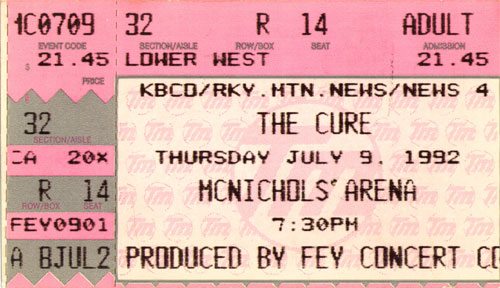 1C0709 32 R 14 ADULT
EVENT CODE SECTION/AISLE ROW/BOX SEAT ADMISSION
$ 21.45 LOWER WEST 21.45
PRICE
KBCO/RKY.MTN.NEWS/NEWS 4
32 THE CURE
SECTION/AISLE
CA 20X THURSDAY JULY 9, 1992
R 14 MCNICHOLS ARENA
ROW/BOX SEAT
FEY0901 7:30PM
A 8JUL2 PRODUCED BY FEY CONCERT CO